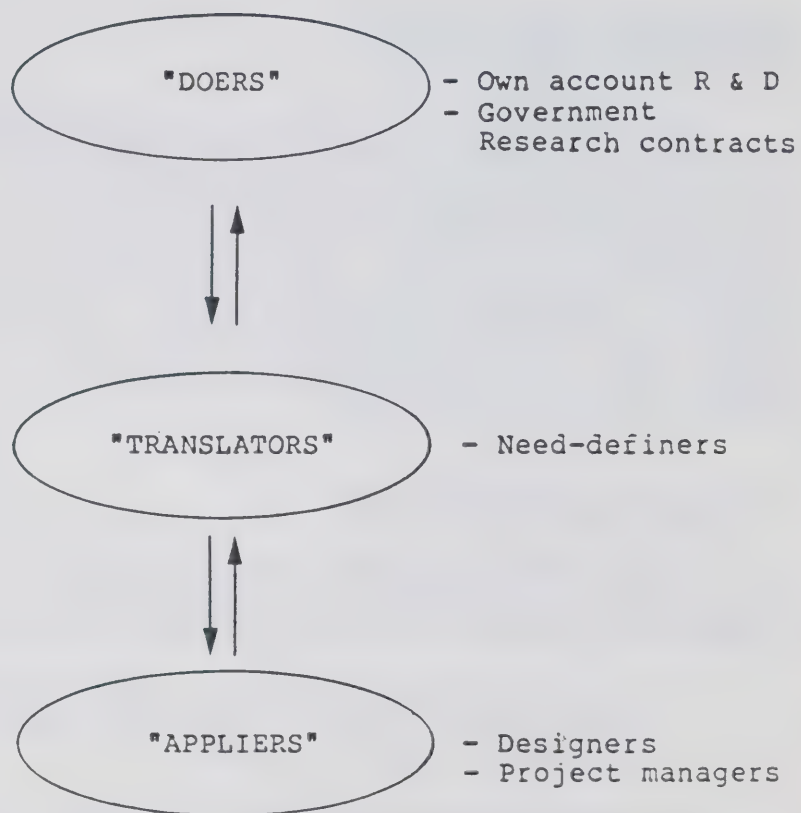 "DOERS"
- Own account R & D
- Government
Research contracts
"TRANSLATORS"
- Need-definers
"APPLIERS"
- Designers
- Project managers